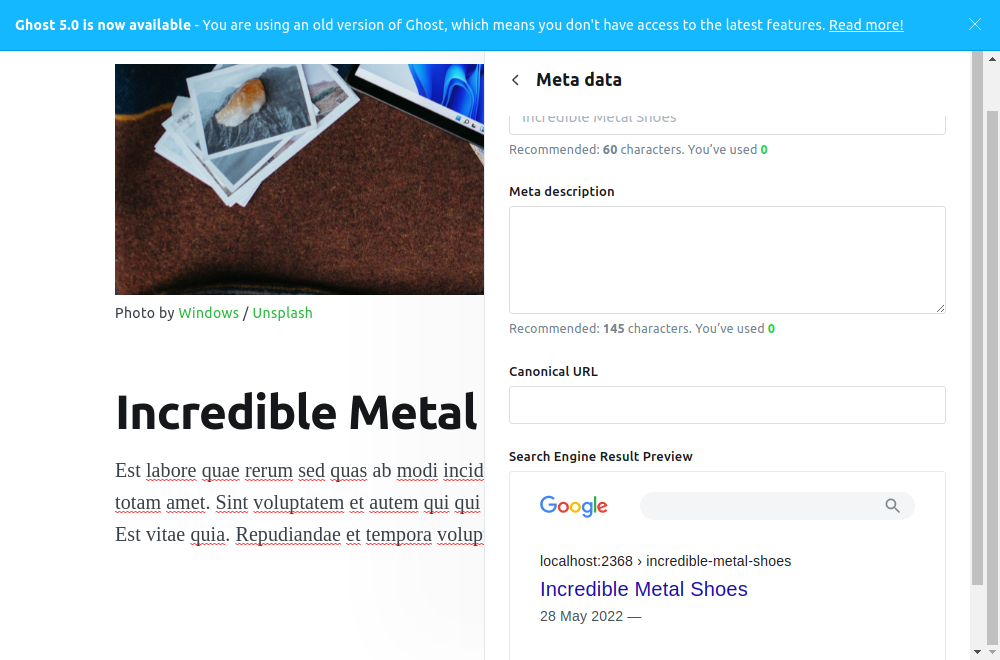 Ghost 5.0 is now available - You are using an old version of Ghost, which means you don't have access to the latest features. Read more!
Photo by Windows / Unsplash
Incredible Metal
Est labore quae rerum sed quas ab modi incid
totam amet. Sint voluptatem et autem qui qui
Est vitae quia. Repudiandae et tempora volup
Meta data
Incredible Metal Shoes
Recommended: 60 characters. You've used 0
Meta description
Recommended: 145 characters. You've used 0
Canonical URL
Search Engine Result Preview
Google
localhost:2368 › incredible-metal-shoes
Incredible Metal Shoes
28 May 2022 —